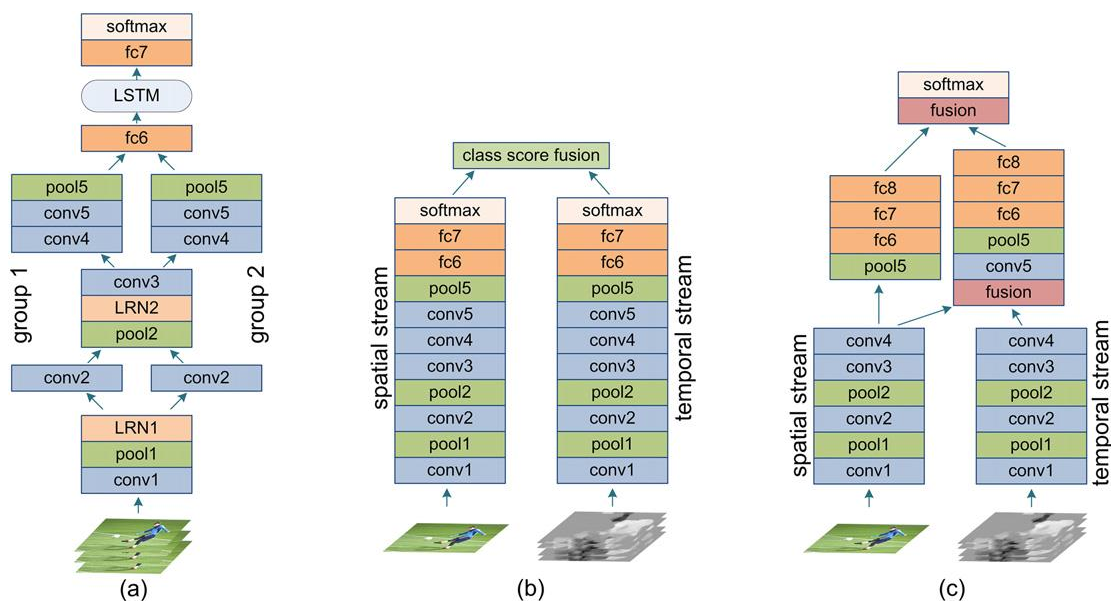 softmax
fc7
LSTM
fc6
pool5 pool5
conv5 conv5
conv4 conv4
group 1
group 2
conv3
LRN2
pool2
conv2 conv2
LRN1
pool1
conv1
(a)
class score fusion
softmax softmax
fc7 fc7
fc6 fc6
pool5 pool5
conv5 conv5
conv4 conv4
conv3 conv3
pool2 pool2
conv2 conv2
pool1 pool1
conv1 conv1
spatial stream
temporal stream
(b)
softmax
fusion
fc8
fc7
fc6
pool5
fc8
fc7
fc6
pool5
conv5
fusion
conv4 conv4
conv3 conv3
pool2 pool2
conv2 conv2
pool1 pool1
conv1 conv1
spatial stream
temporal stream
(c)